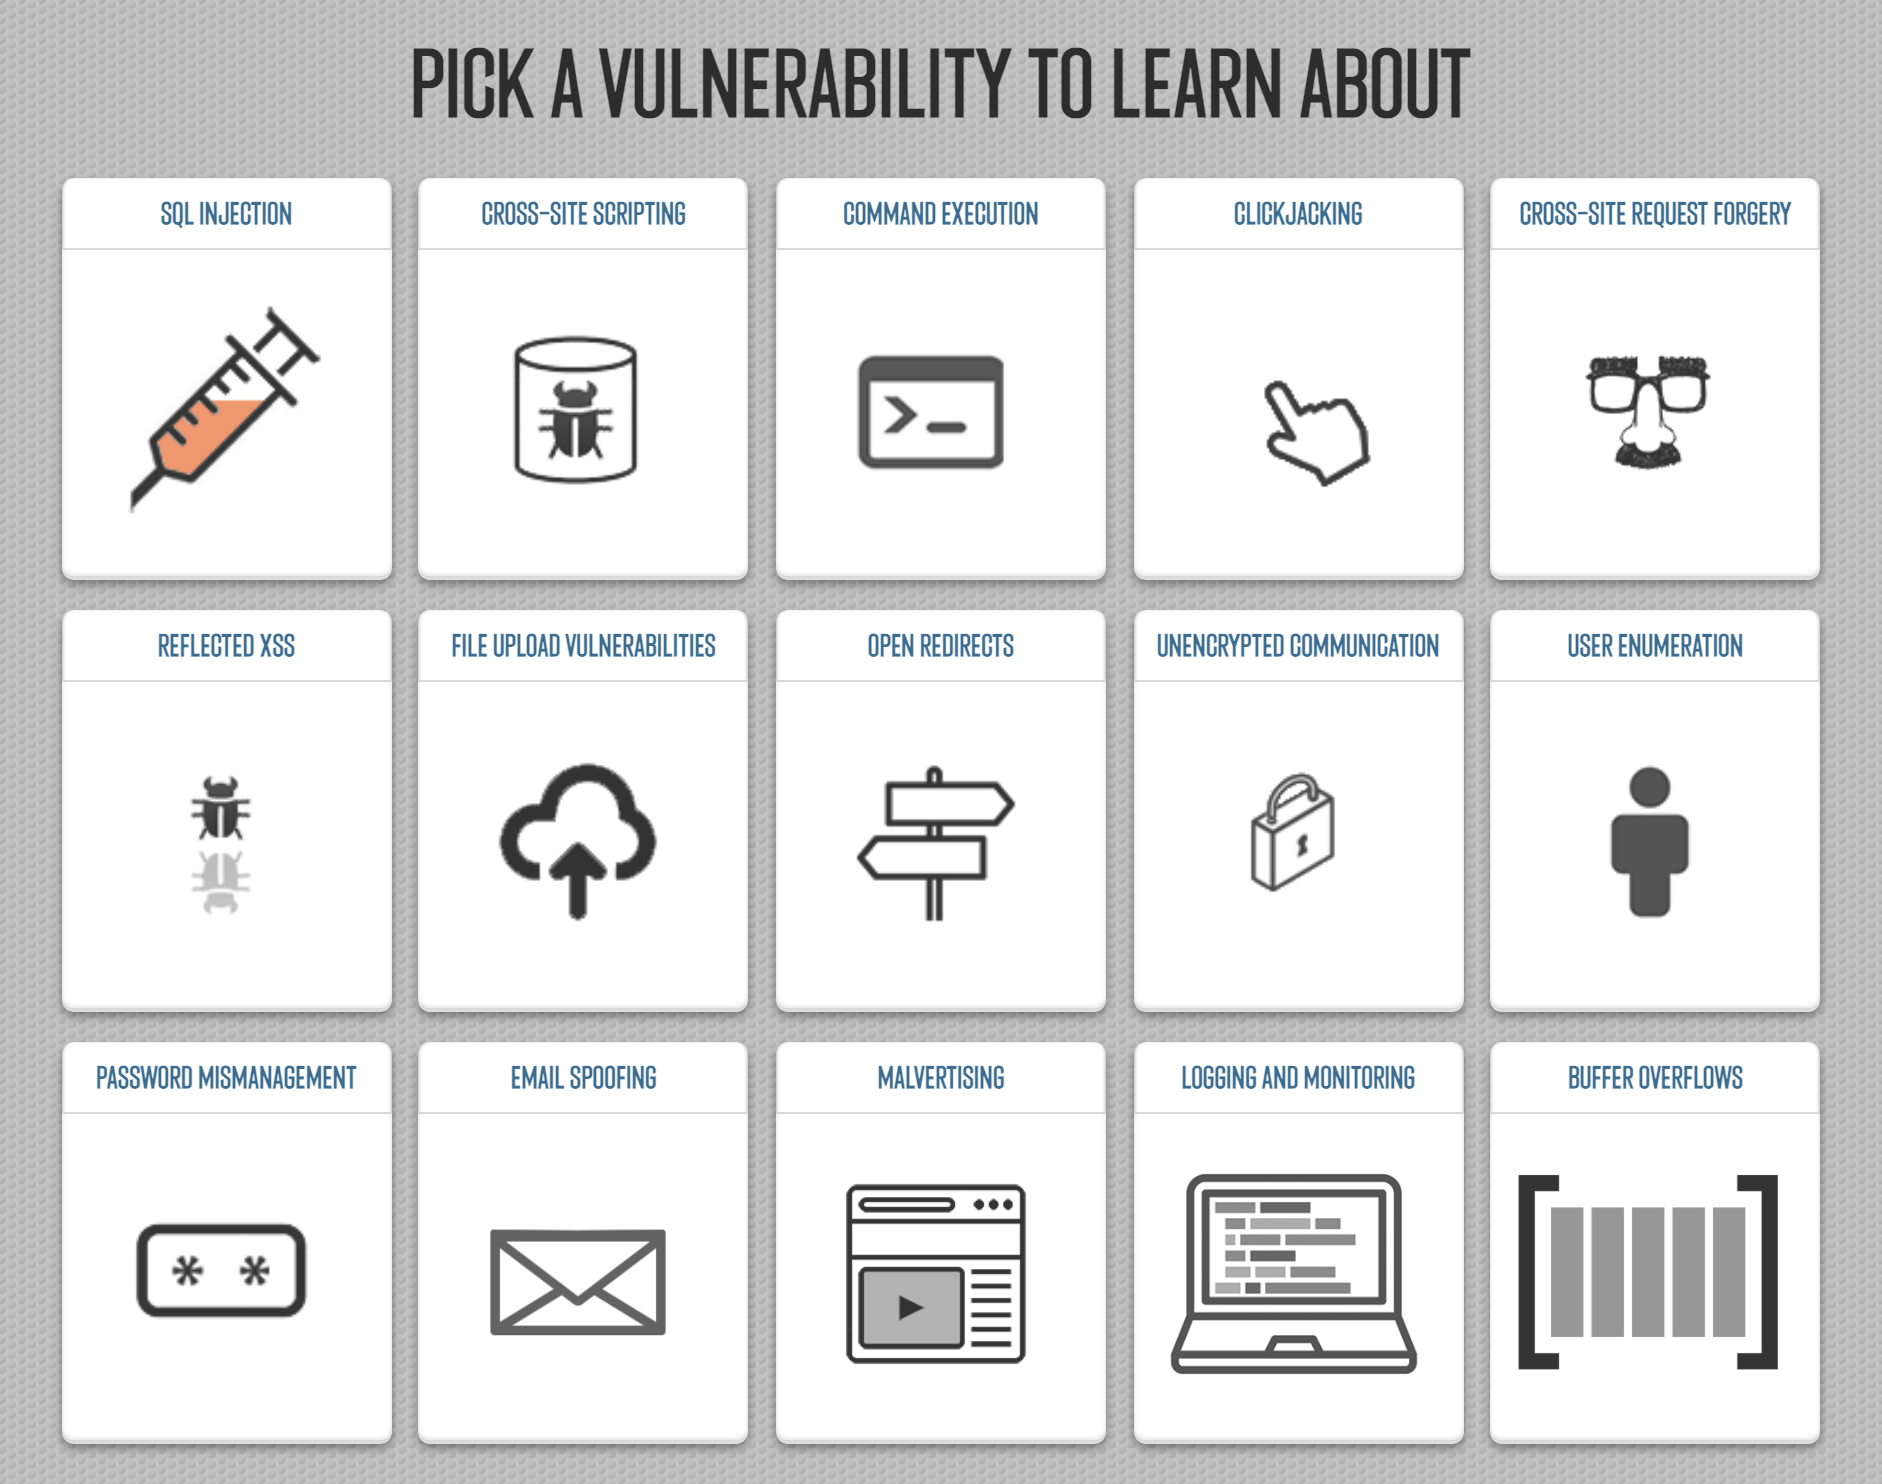 PICK A VULNERABILITY TO LEARN ABOUT
SQL INJECTION
CROSS-SITE SCRIPTING
COMMAND EXECUTION
CLICKJACKING
CROSS-SITE REQUEST FORGERY
>_
REFLECTED XSS
FILE UPLOAD VULNERABILITIES
OPEN REDIRECTS
UNENCRYPTED COMMUNICATION
USER ENUMERATION
PASSWORD MISMANAGEMENT
EMAIL SPOOFING
MALVERTISING
LOGGING AND MONITORING
BUFFER OVERFLOWS
* *